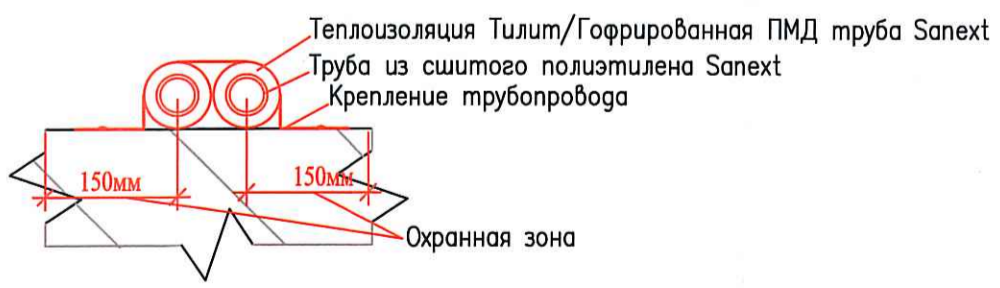 Теплоизоляция Тилит/Гофрированная ПМД труба Sanext
Труба из сшитого полиэтилена Sanext
Крепление трубопровода
150мм 150мм
Охранная зона